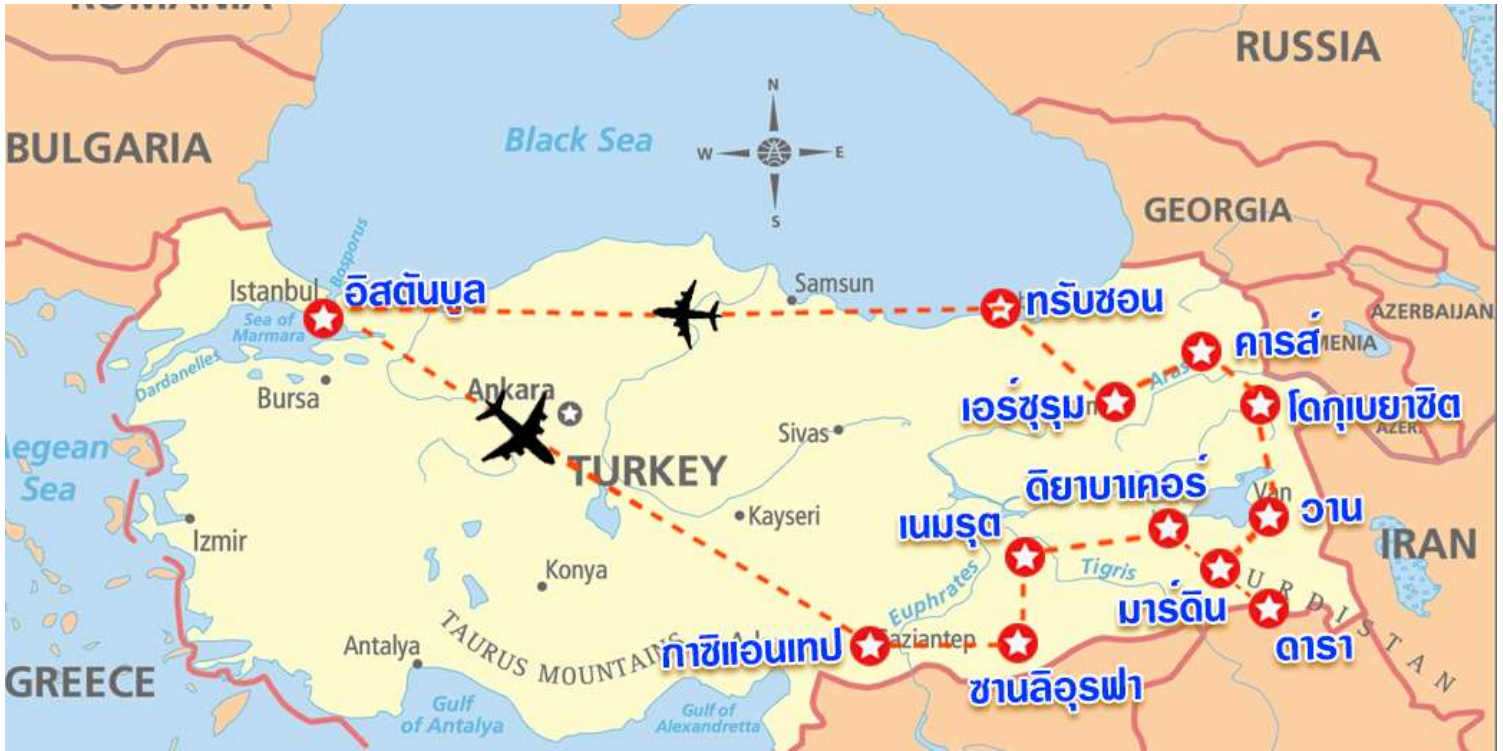 ROMANIA
RUSSIA
BULGARIA
Black Sea
N
W
E
S
GEORGIA
Bosporus
Istanbul
อิสตันบูล
Samsun
ทรับซอน
AZERBAIJAN
Sea of
Marmara
คารส์
MENIA
Dardanelles
Aras
Bursa
Ankara
เอร์ซุรุม
โดกุเบยาซิต
AZER.
Sivas
Aegean
Sea
TURKEY
ดิยาบาเคอร์
Van
วาน
Kayseri
เนมรุต
Izmir
IRAN
Konya
Euphrates
Tigris
URDISTAN
มาร์ดิน
ดารา
Antalya
TAURUS MOUNTAINS
กาซิแอนเทป
Gaziantep
ซานลิอุรฟา
GREECE
Gulf
of Antalya
Gulf of
Alexandretta